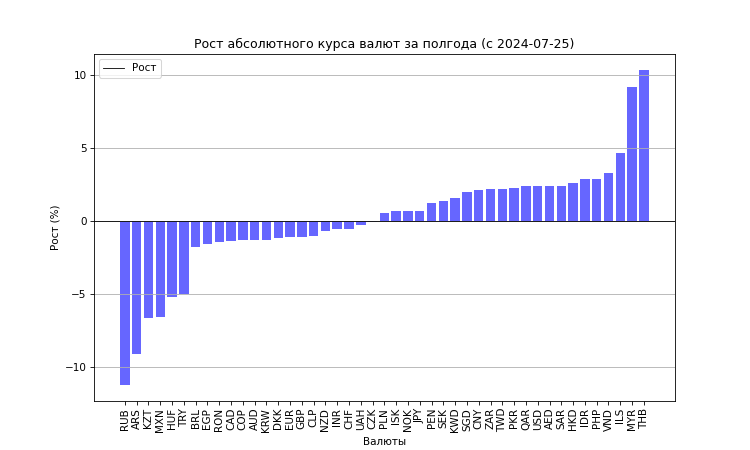 Рост абсолютного курса валют за полгода (с 2024-07-25)
Рост
Рост (%)
10
5
0
−5
−10
RUB ARS KZT MXN HUF TRY BRL EGP RON CAD COP AUD KRW DKK EUR GBP CLP NZD INR CHF UAH CZK PLN ISK NOK JPY PEN SEK KWD SGD CNY ZAR TWD PKR QAR USD AED SAR HKD IDR PHP VND ILS MYR THB
Валюты